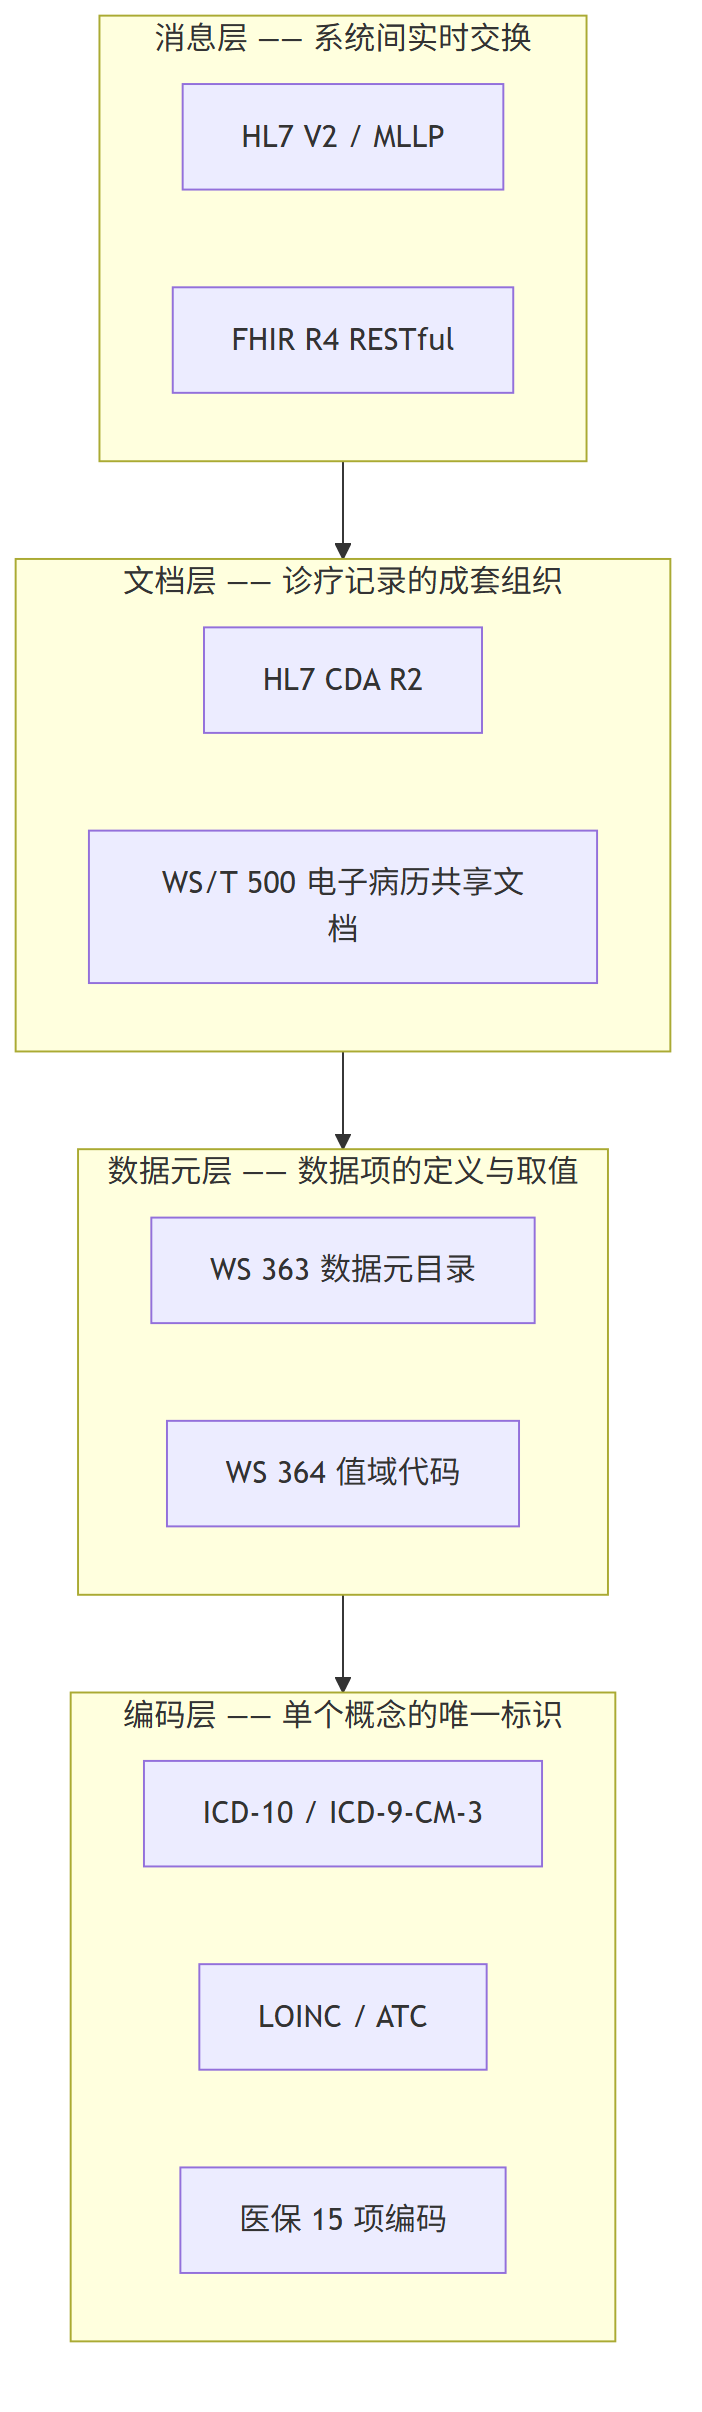 消息层 —— 系统间实时交换
HL7 V2 / MLLP
FHIR R4 RESTful
文档层 —— 诊疗记录的成套组织
HL7 CDA R2
WS/T 500 电子病历共享文
档
数据元层 —— 数据项的定义与取值
WS 363 数据元目录
WS 364 值域代码
编码层 —— 单个概念的唯一标识
ICD-10 / ICD-9-CM-3
LOINC / ATC
医保 15 项编码